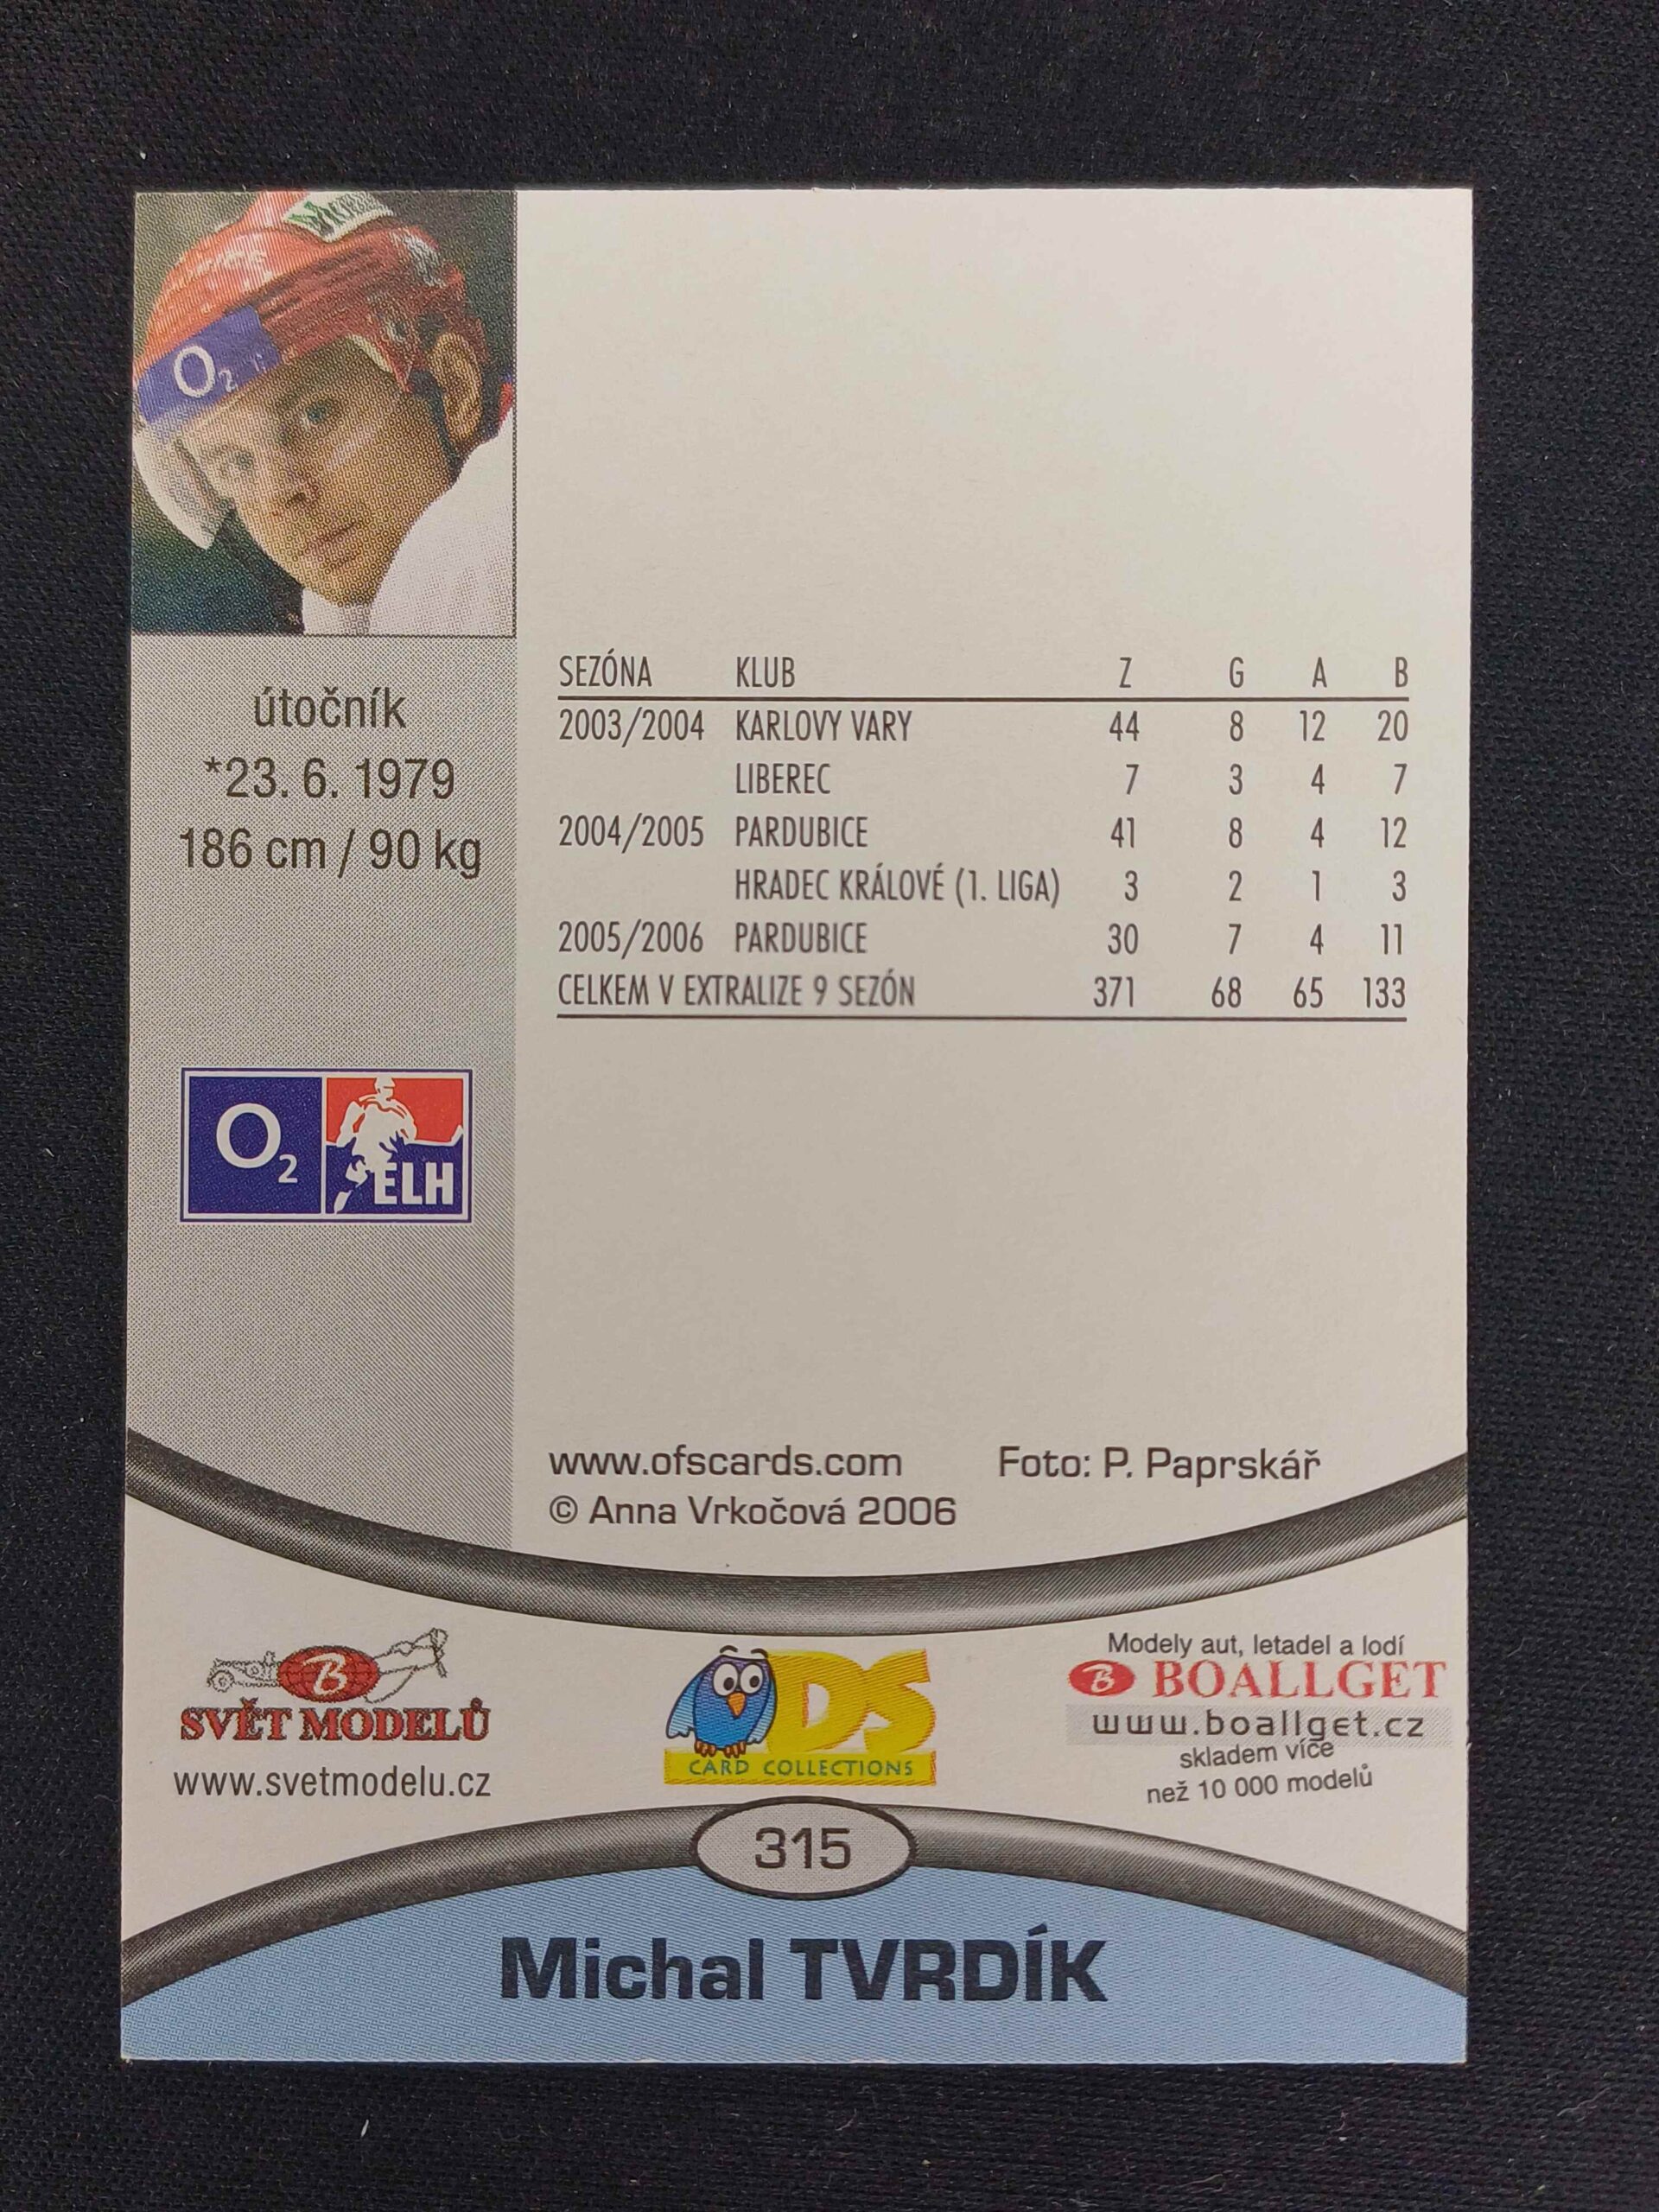 O2
útočník
*23. 6. 1979
186 cm / 90 kg
SEZÓNA KLUB Z G A B
2003/2004 KARLOVY VARY 44 8 12 20
LIBEREC 7 3 4 7
2004/2005 PARDUBICE 41 8 4 12
HRADEC KRÁLOVÉ (1. LIGA) 3 2 1 3
2005/2006 PARDUBICE 30 7 4 11
CELKEM V EXTRALIZE 9 SEZÓN 371 68 65 133
O2 ELH
www.ofscards.com Foto: P. Paprskář
© Anna Vrkočová 2006
B
SVĚT MODELŮ
www.svetmodelu.cz
DS
CARD COLLECTIONS
Modely aut, letadel a lodí
B BOALLGET
www.boallget.cz
skladem více
než 10 000 modelů
315
Michal TVRDÍK